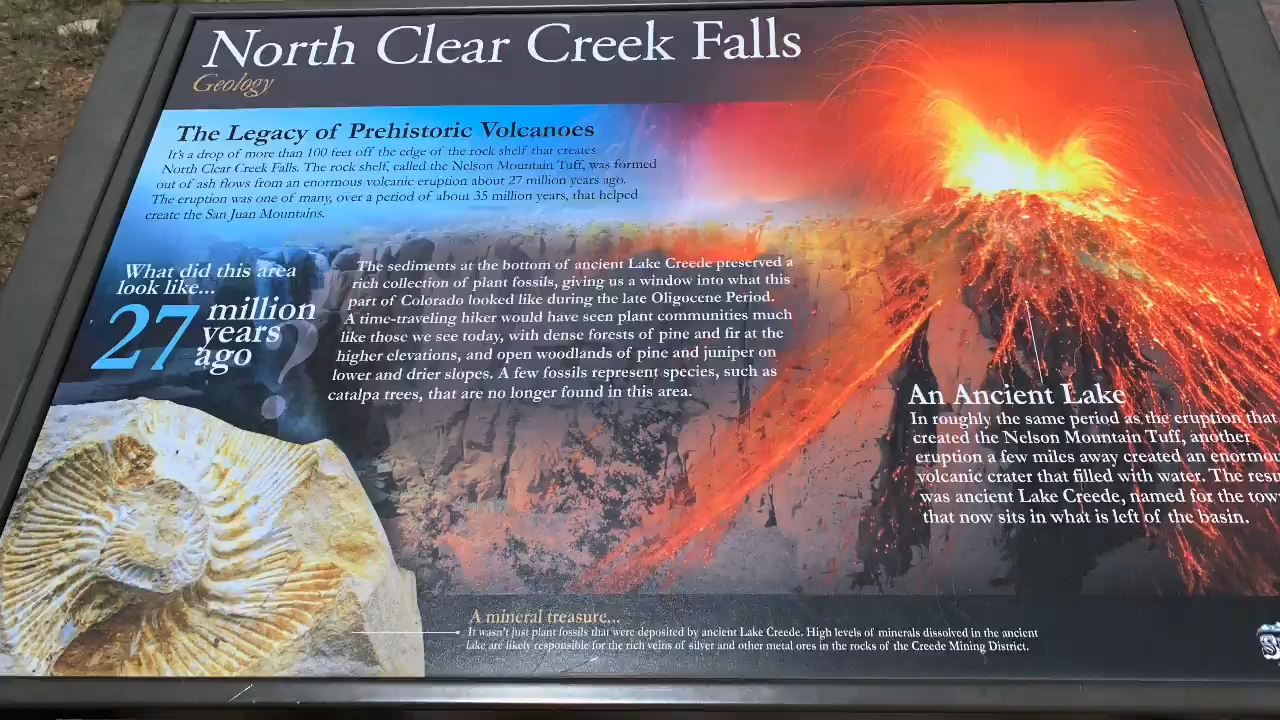 North Clear Creek Falls
Geology
The Legacy of Prehistoric Volcanoes
It's a drop of more than 100 feet off the edge of the rock shelf that creates
North Clear Creek Falls. The rock shelf, called the Nelson Mountain Tuff, was formed
out of ash flows from an enormous volcanic eruption about 27 million years ago.
The eruption was one of many, over a period of about 35 million years, that helped
create the San Juan Mountains.
What did this area
look like...
27 million
years
ago
?
The sediments at the bottom of ancient Lake Creede preserved a
rich collection of plant fossils, giving us a window into what this
part of Colorado looked like during the late Oligocene Period.
A time-traveling hiker would have seen plant communities much
like those we see today, with dense forests of pine and fir at the
higher elevations, and open woodlands of pine and juniper on
lower and drier slopes. A few fossils represent species, such as
catalpa trees, that are no longer found in this area.
An Ancient Lake
In roughly the same period as the eruption that
created the Nelson Mountain Tuff, another
eruption a few miles away created an enormou
volcanic crater that filled with water. The resu
was ancient Lake Creede, named for the tow
that now sits in what is left of the basin.
A mineral treasure...
It wasn't just plant fossils that were deposited by ancient Lake Creede. High levels of minerals dissolved in the ancient
lake are likely responsible for the rich veins of silver and other metal ores in the rocks of the Creede Mining District.